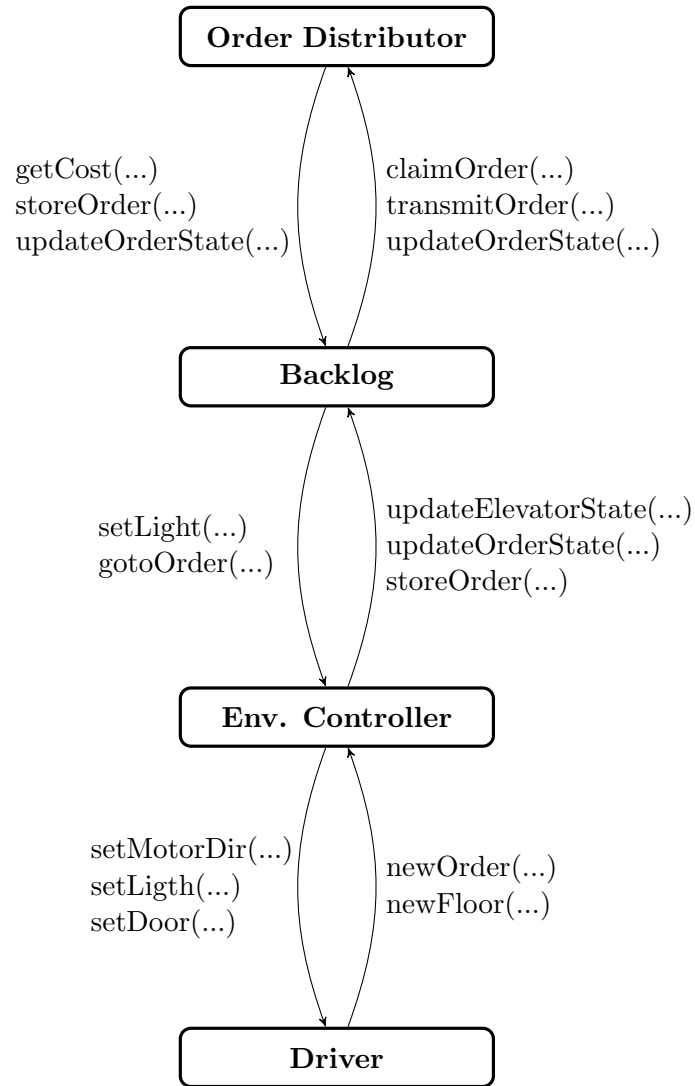 Order Distributor
getCost(...)
storeOrder(...)
updateOrderState(...)
claimOrder(...)
transmitOrder(...)
updateOrderState(...)
Backlog
setLight(...)
gotoOrder(...)
updateElevatorState(...)
updateOrderState(...)
storeOrder(...)
Env. Controller
setMotorDir(...)
setLigth(...)
setDoor(...)
newOrder(...)
newFloor(...)
Driver